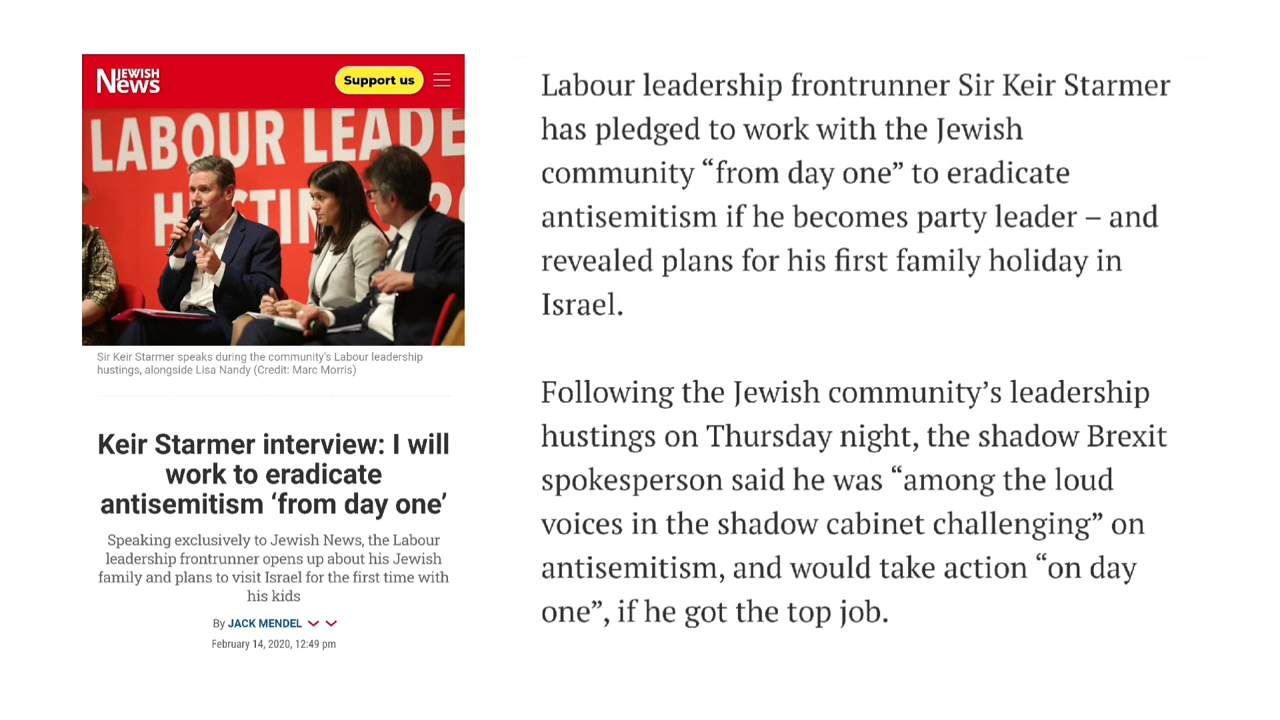 JEWISH
News
Support us
LABOUR LEADE
HUSTIN 20
Sir Keir Starmer speaks during the community's Labour leadership
hustings, alongside Lisa Nandy (Credit: Marc Morris)
Keir Starmer interview: I will
work to eradicate
antisemitism ‘from day one’
Speaking exclusively to Jewish News, the Labour
leadership frontrunner opens up about his Jewish
family and plans to visit Israel for the first time with
his kids
By JACK MENDEL
February 14, 2020, 12:49 pm
Labour leadership frontrunner Sir Keir Starmer
has pledged to work with the Jewish
community “from day one” to eradicate
antisemitism if he becomes party leader – and
revealed plans for his first family holiday in
Israel.
Following the Jewish community’s leadership
hustings on Thursday night, the shadow Brexit
spokesperson said he was “among the loud
voices in the shadow cabinet challenging” on
antisemitism, and would take action “on day
one”, if he got the top job.